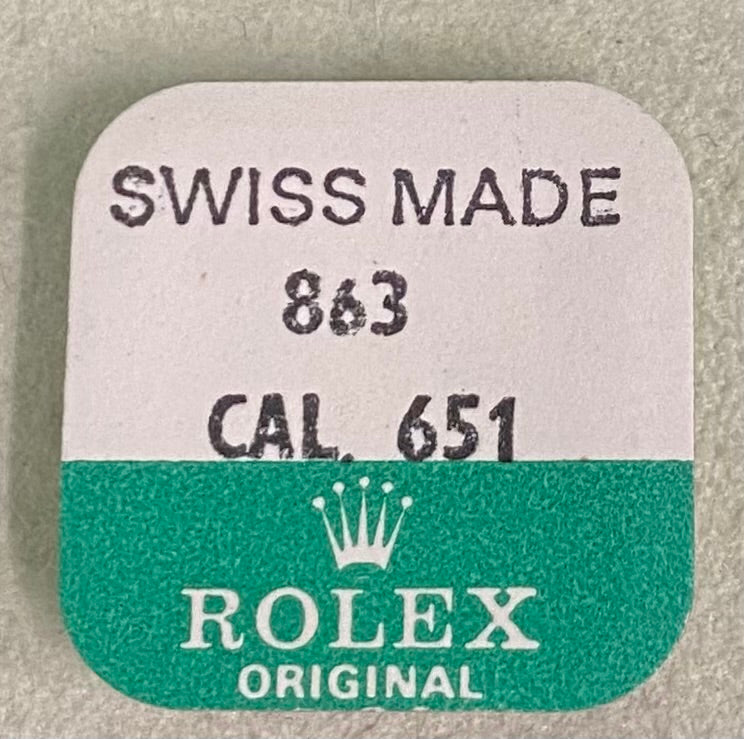 SWISS MADE
863
CAL. 651
ROLEX
ORIGINAL